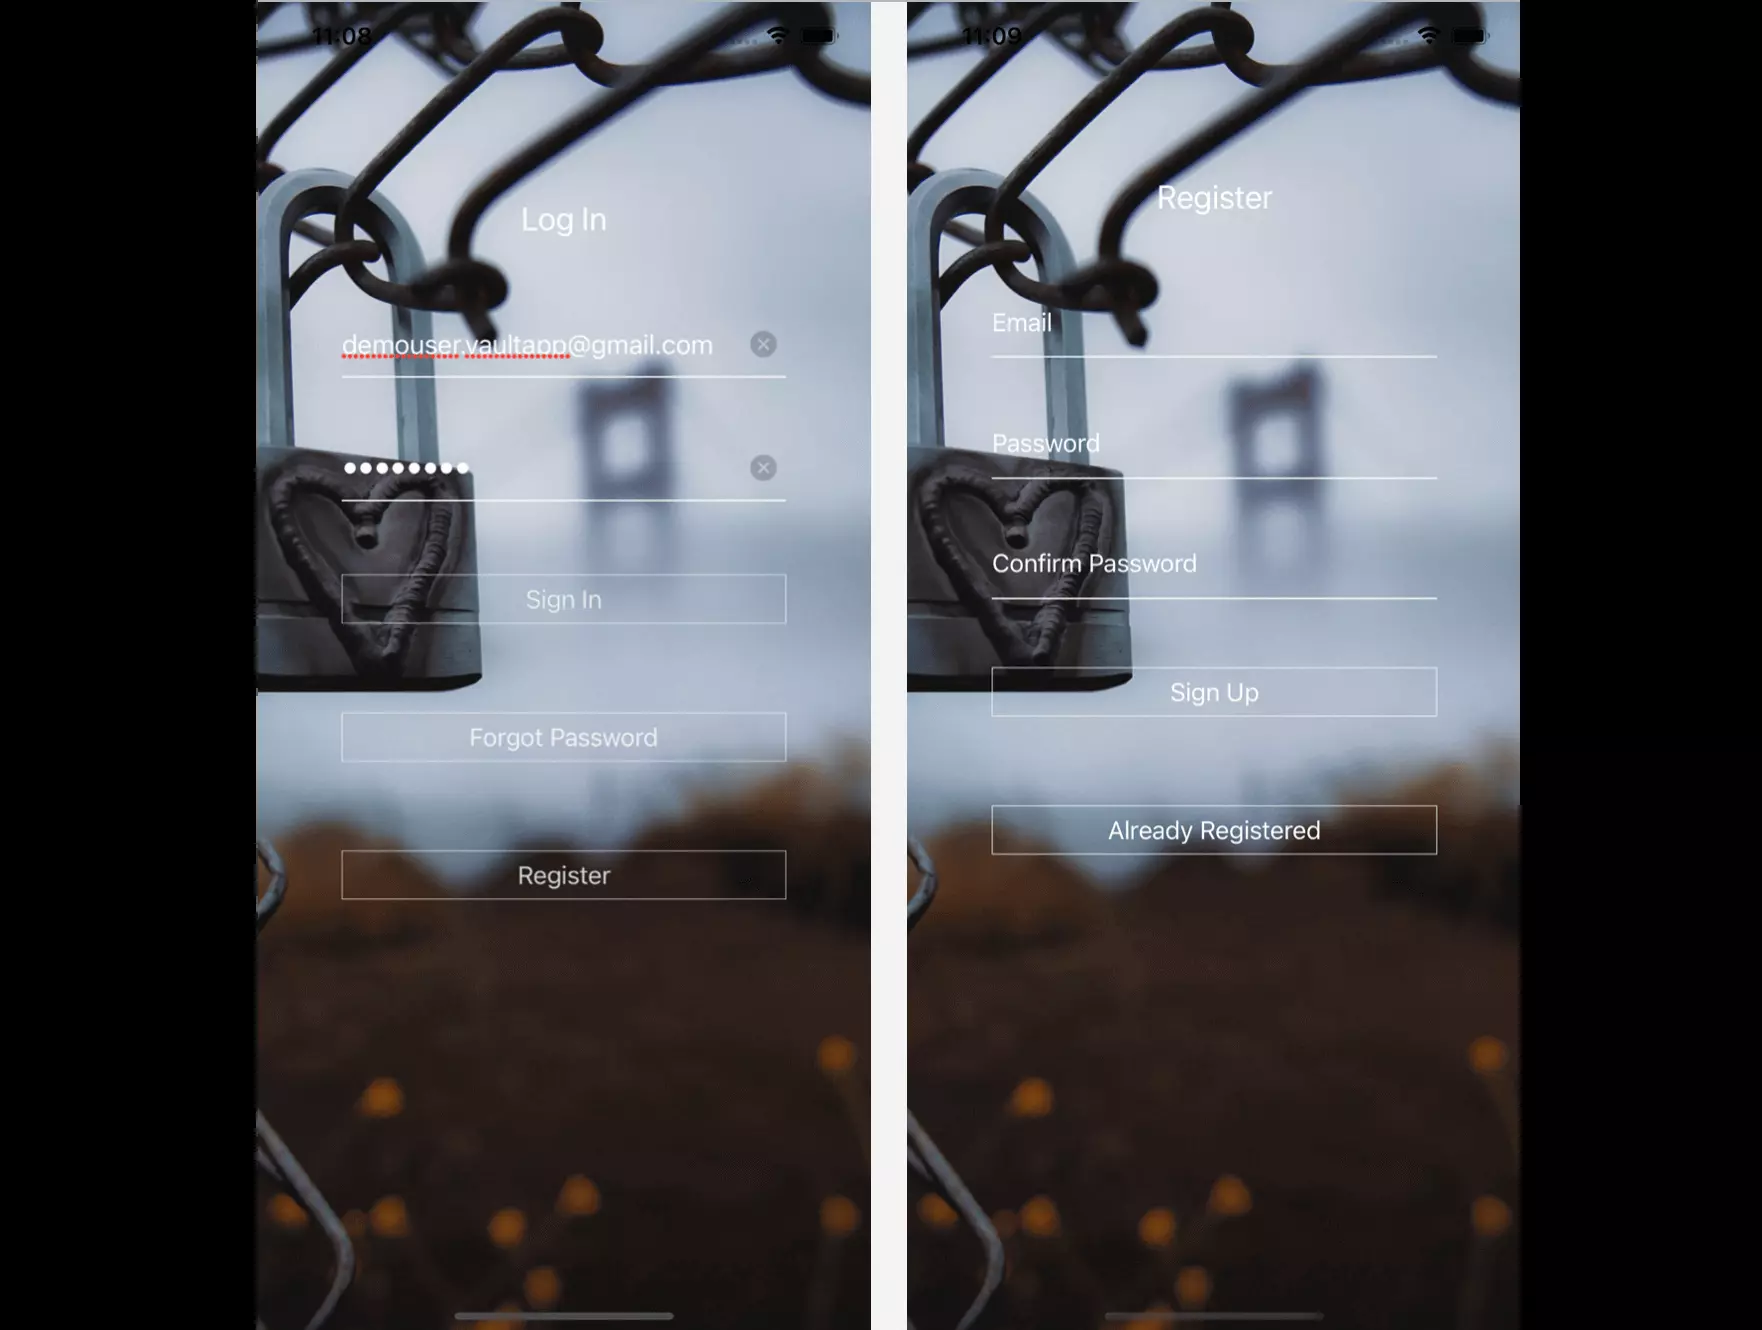 11:08
Log In
demouser.vaultapp@gmail.com
Sign In
Forgot Password
Register
11:09
Register
Email
Password
Confirm Password
Sign Up
Already Registered